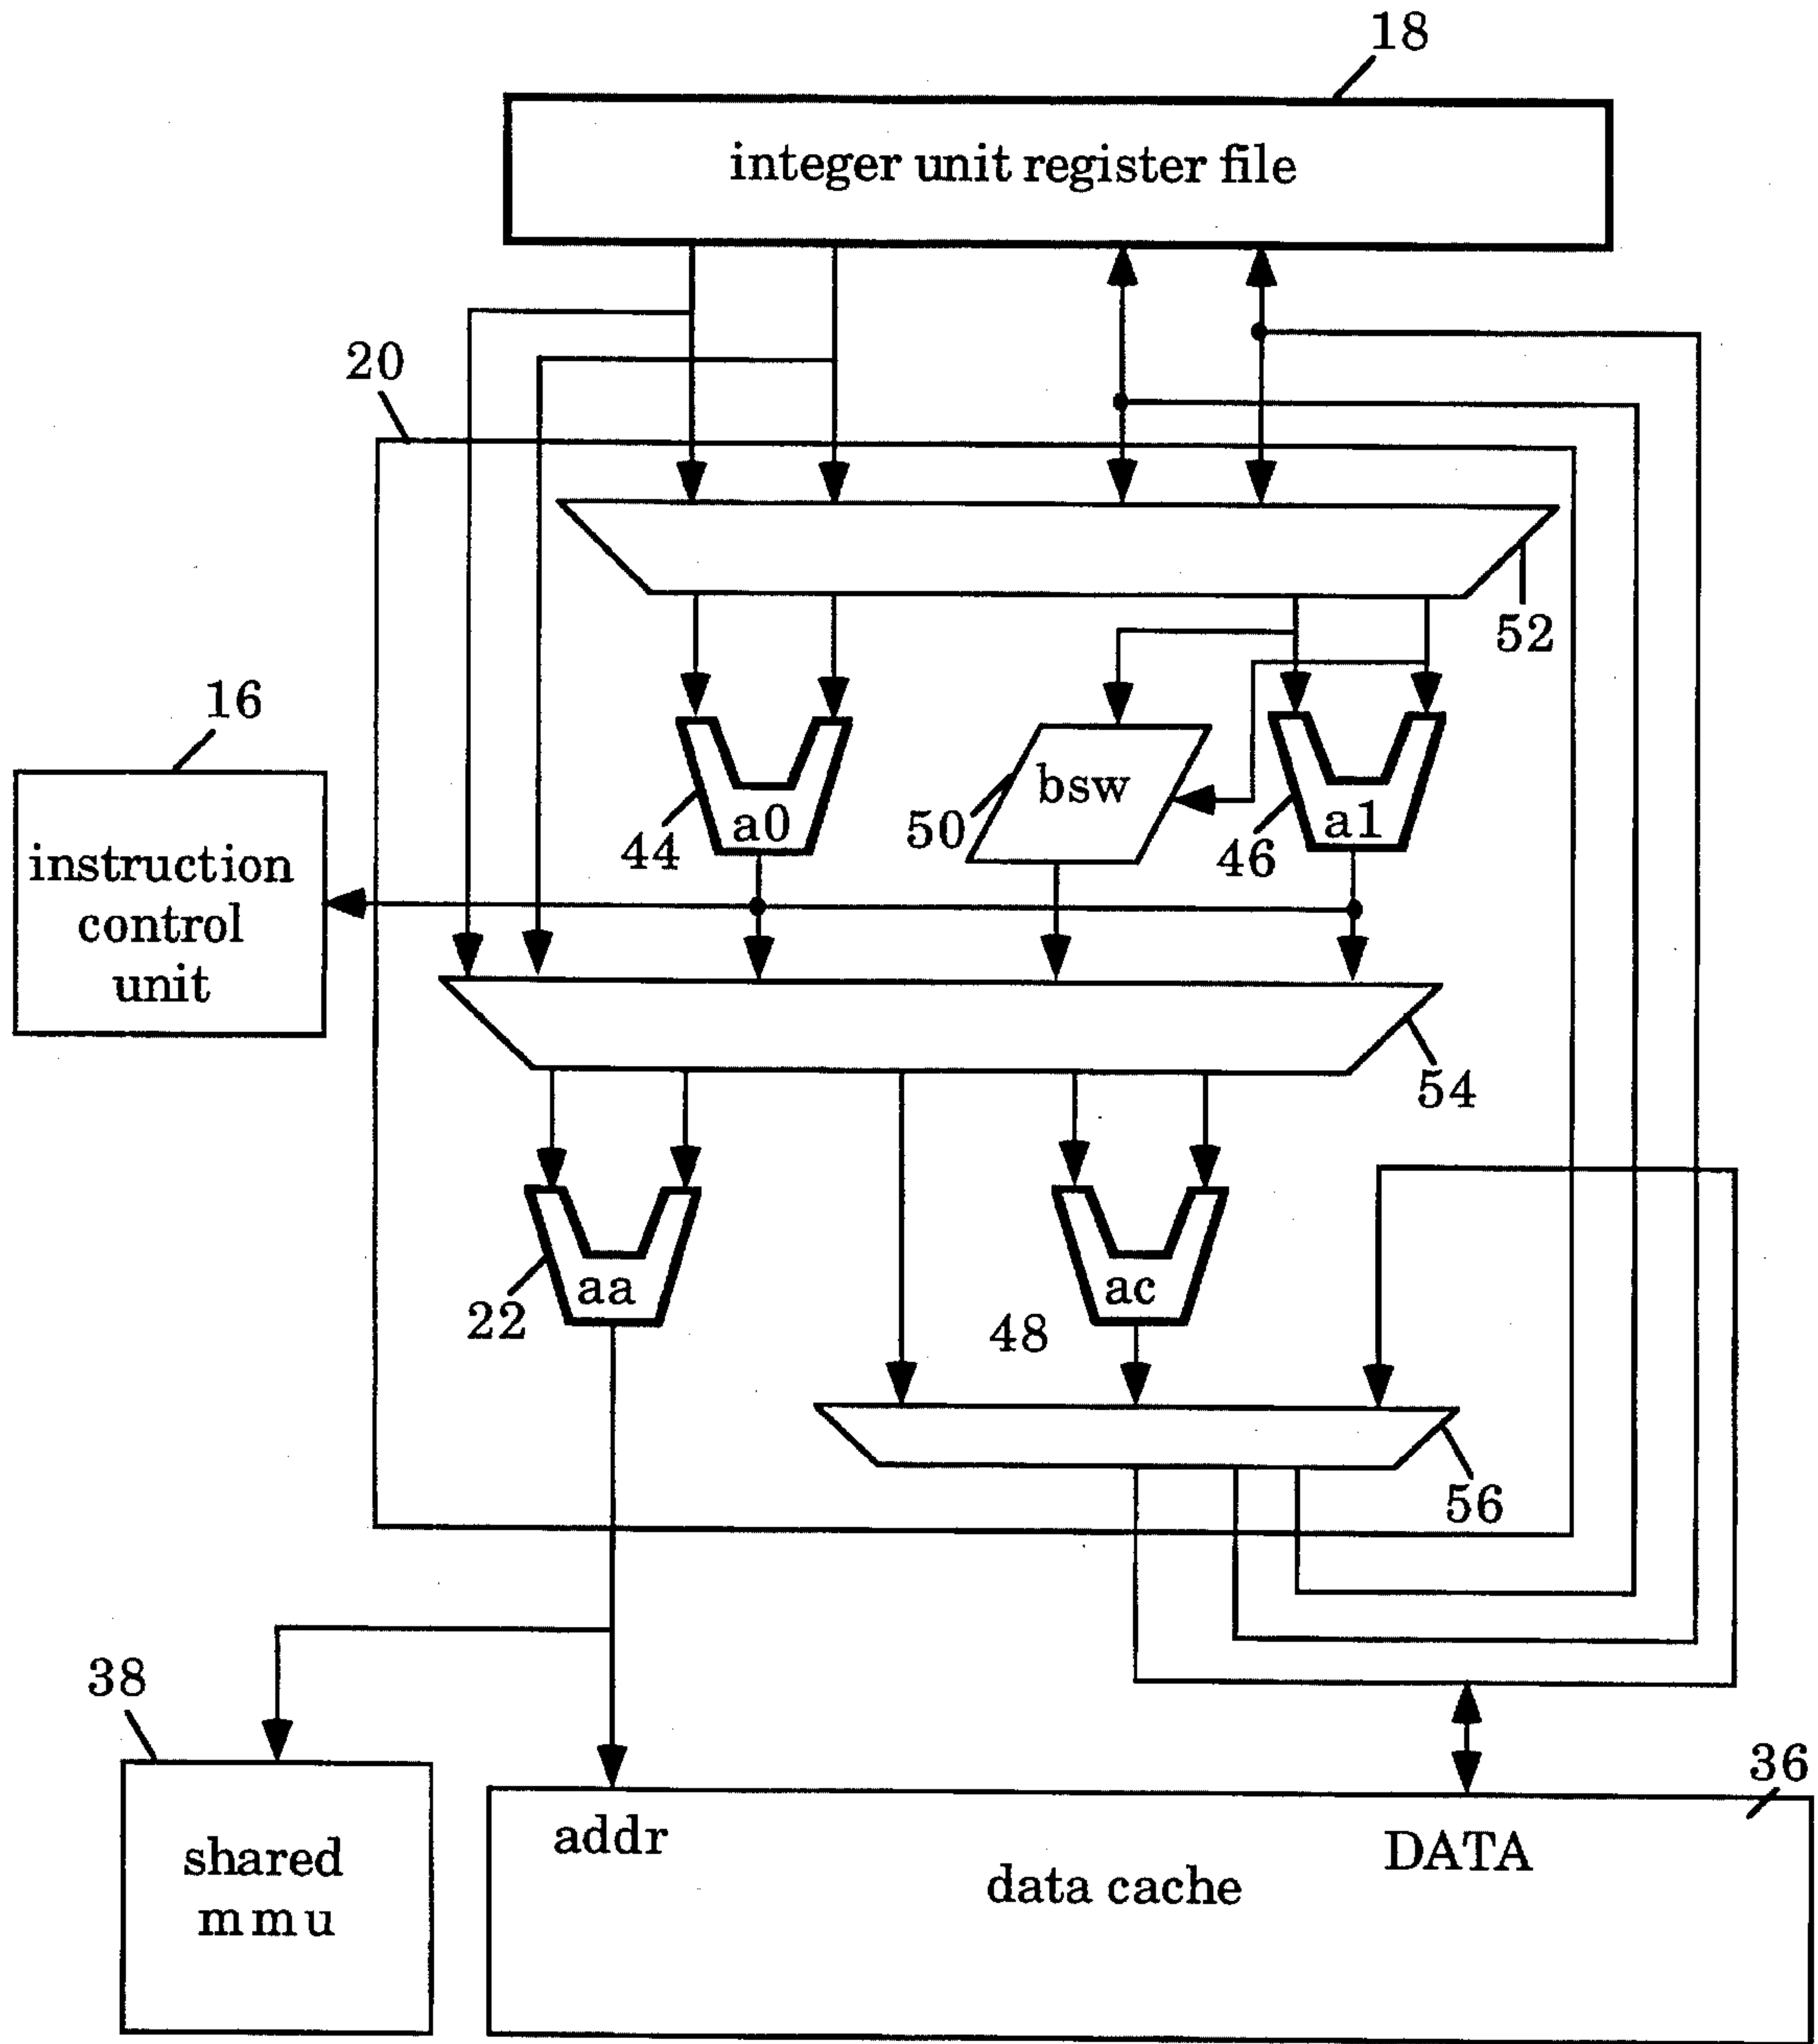 18
integer unit register file
20
52
16
bsw
50
a0
44
a1
46
instruction
control
unit
54
aa
22
ac
48
56
38
36
addr
DATA
shared
mmu
data cache